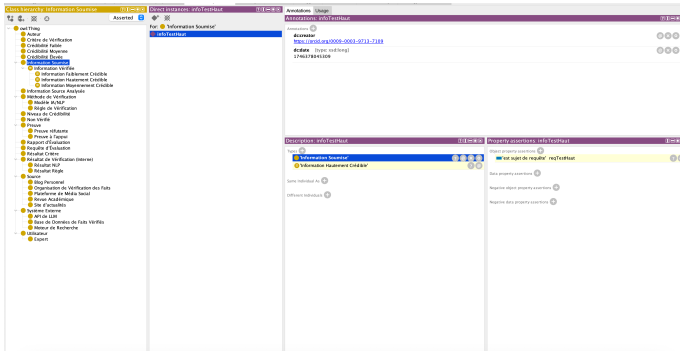 Class hierarchy: Information Soumise
Asserted
owl:Thing
Auteur
Critère de Vérification
Crédibilité Faible
Crédibilité Moyenne
Crédibilité Élevée
Information Soumise
Information Vérifiée
Information Faiblement Crédible
Information Hautement Crédible
Information Moyennement Crédible
Information Source Analysée
Méthode de Vérification
Modèle IA/NLP
Règle de Vérification
Niveau de Crédibilité
Non Vérifié
Preuve
Preuve réfutante
Preuve à l'appui
Rapport d'Évaluation
Requête d'Évaluation
Résultat Critère
Résultat de Vérification (Interne)
Résultat NLP
Résultat Règle
Source
Blog Personnel
Organisation de Vérification des Faits
Plateforme de Média Social
Revue Académique
Site d'actualités
Système Externe
API de LLM
Base de Données de Faits Vérifiés
Moteur de Recherche
Utilisateur
Expert
Direct instances: infoTestHaut
For: 'Information Soumise'
infoTestHaut
Annotations Usage
Annotations: infoTestHaut
Annotations
dc:creator
https://orcid.org/0009-0003-9713-7109
dc:date [type: xsd:long]
1746378045309
Description: infoTestHaut
Types
'Information Soumise'
'Information Hautement Crédible'
Same Individual As
Different Individuals
Property assertions: infoTestHaut
Object property assertions
'est sujet de requête' reqTestHaut
Data property assertions
Negative object property assertions
Negative data property assertions